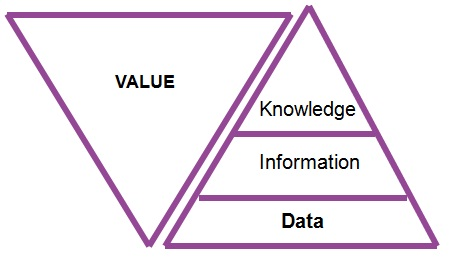 VALUE
Knowledge
Information
Data